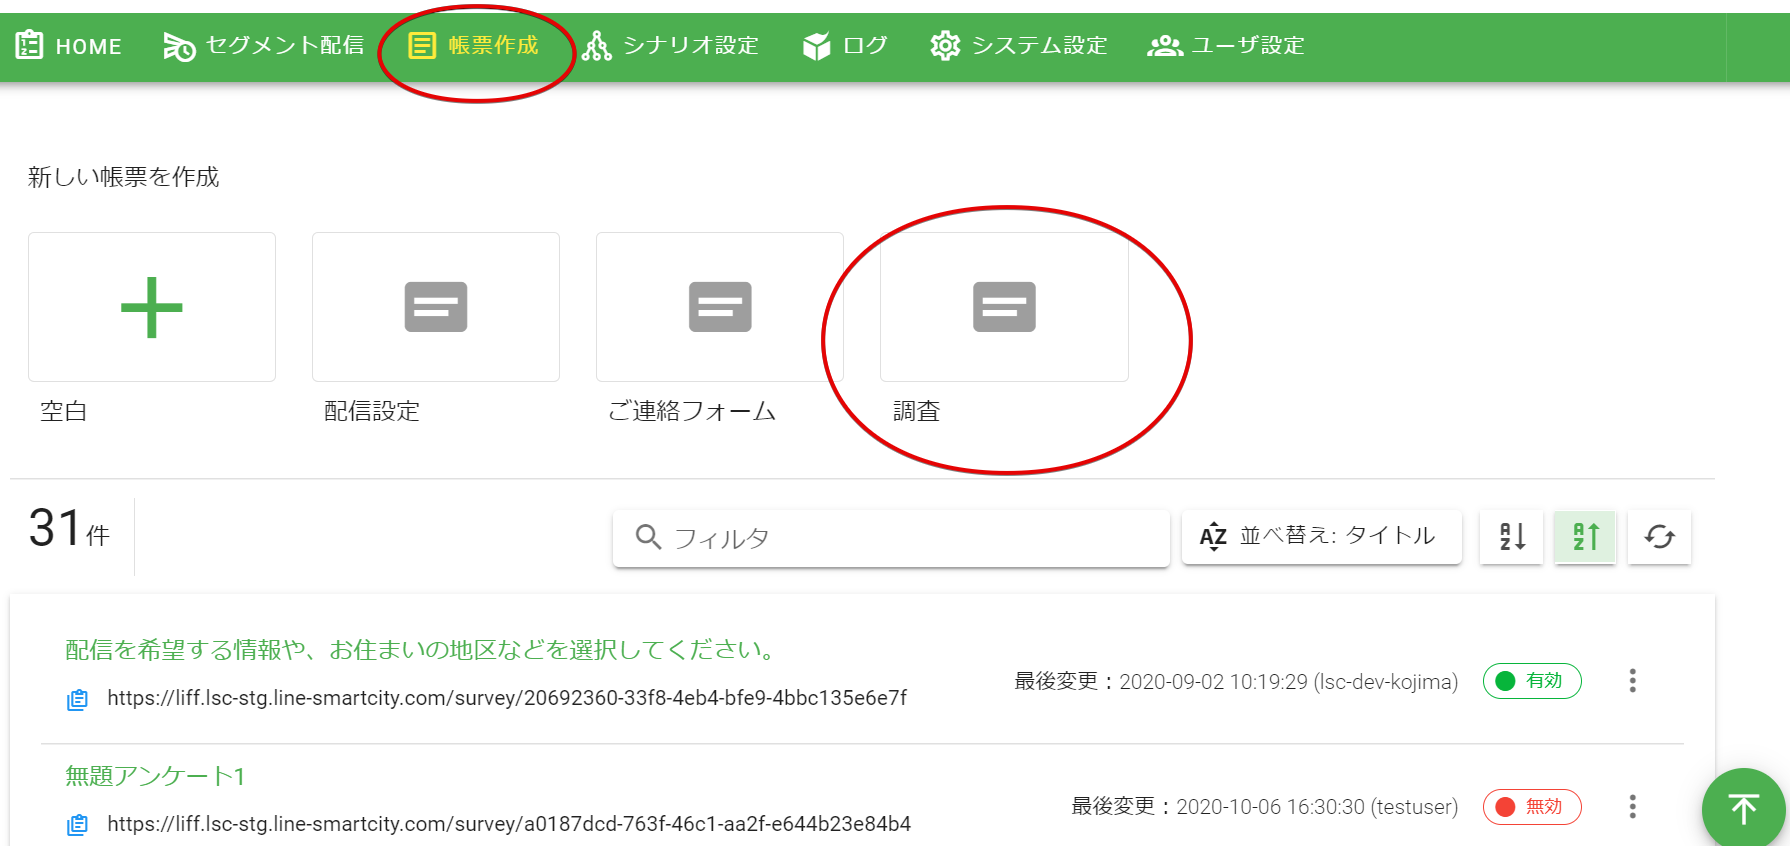 HOME セグメント配信 帳票作成 シナリオ設定 ログ システム設定 ユーザ設定
新しい帳票を作成
空白 配信設定 ご連絡フォーム 調査
31件 フィルタ AZ 並べ替え: タイトル AZ AZ
配信を希望する情報や、お住まいの地区などを選択してください。
https://liff.lsc-stg.line-smartcity.com/survey/20692360-33f8-4eb4-bfe9-4bbc135e6e7f
最後変更：2020-09-02 10:19:29 (lsc-dev-kojima) 有効
無題アンケート1
https://liff.lsc-stg.line-smartcity.com/survey/a0187dcd-763f-46c1-aa2f-e644b23e84b4
最後変更：2020-10-06 16:30:30 (testuser) 無効